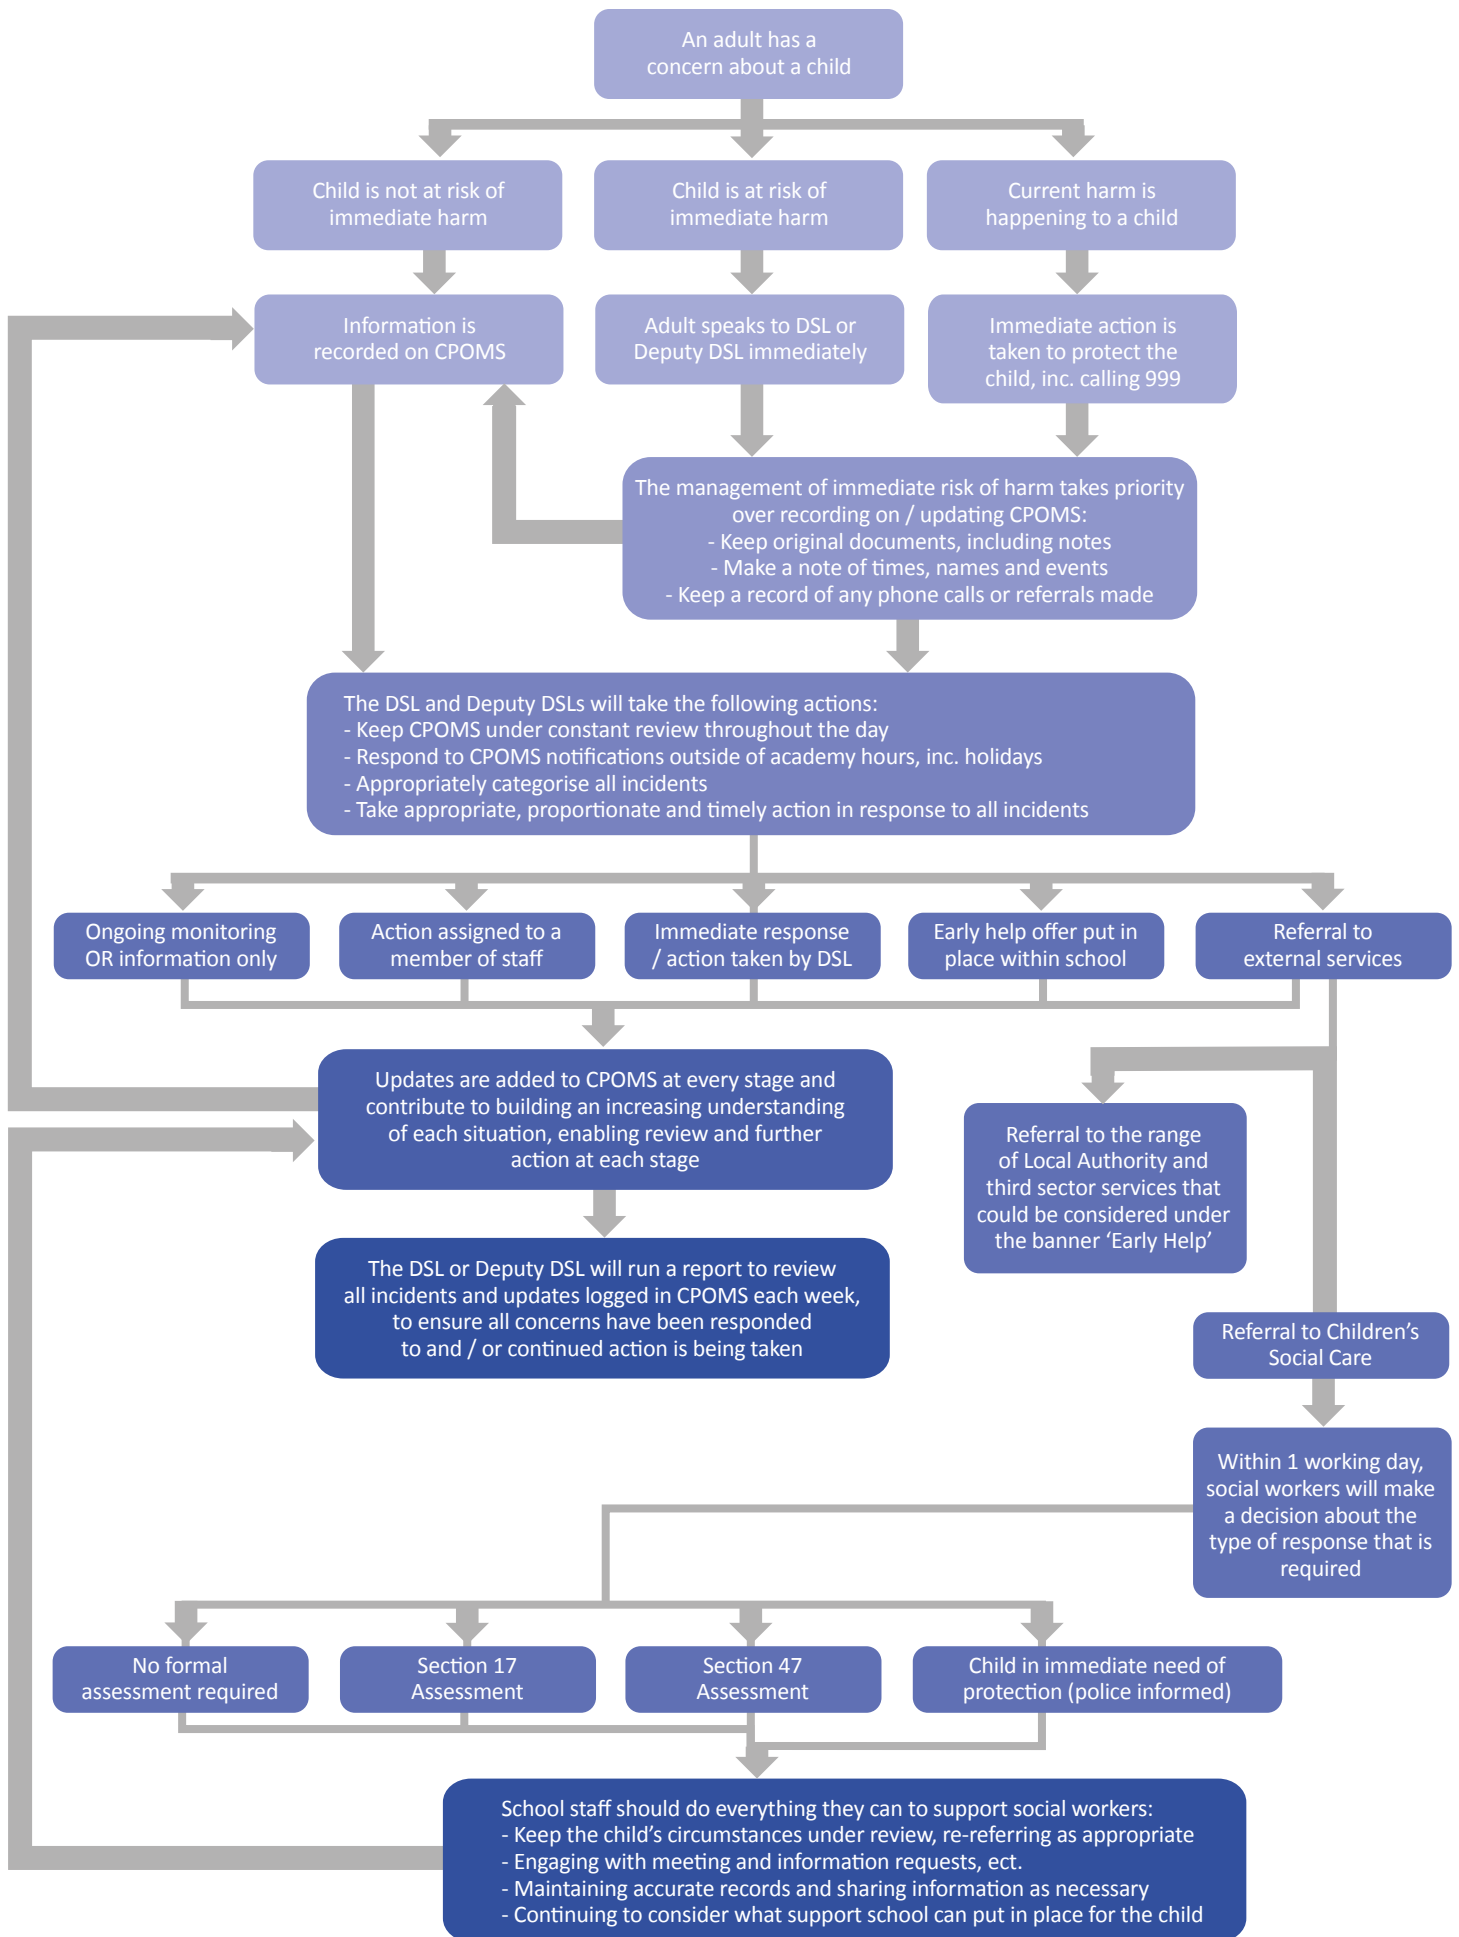 An adult has a
concern about a child
Child is not at risk of
immediate harm
Child is at risk of
immediate harm
Current harm is
happening to a child
Information is
recorded on CPOMS
Adult speaks to DSL or
Deputy DSL immediately
Immediate action is
taken to protect the
child, inc. calling 999
The management of immediate risk of harm takes priority
over recording on / updating CPOMS:
- Keep original documents, including notes
- Make a note of times, names and events
- Keep a record of any phone calls or referrals made
The DSL and Deputy DSLs will take the following actions:
- Keep CPOMS under constant review throughout the day
- Respond to CPOMS notifications outside of academy hours, inc. holidays
- Appropriately categorise all incidents
- Take appropriate, proportionate and timely action in response to all incidents
Ongoing monitoring
OR information only
Action assigned to a
member of staff
Immediate response
/ action taken by DSL
Early help offer put in
place within school
Referral to
external services
Updates are added to CPOMS at every stage and
contribute to building an increasing understanding
of each situation, enabling review and further
action at each stage
Referral to the range
of Local Authority and
third sector services that
could be considered under
the banner ‘Early Help’
The DSL or Deputy DSL will run a report to review
all incidents and updates logged in CPOMS each week,
to ensure all concerns have been responded
to and / or continued action is being taken
Referral to Children’s
Social Care
Within 1 working day,
social workers will make
a decision about the
type of response that is
required
No formal
assessment required
Section 17
Assessment
Section 47
Assessment
Child in immediate need of
protection (police informed)
School staff should do everything they can to support social workers:
- Keep the child’s circumstances under review, re-referring as appropriate
- Engaging with meeting and information requests, ect.
- Maintaining accurate records and sharing information as necessary
- Continuing to consider what support school can put in place for the child